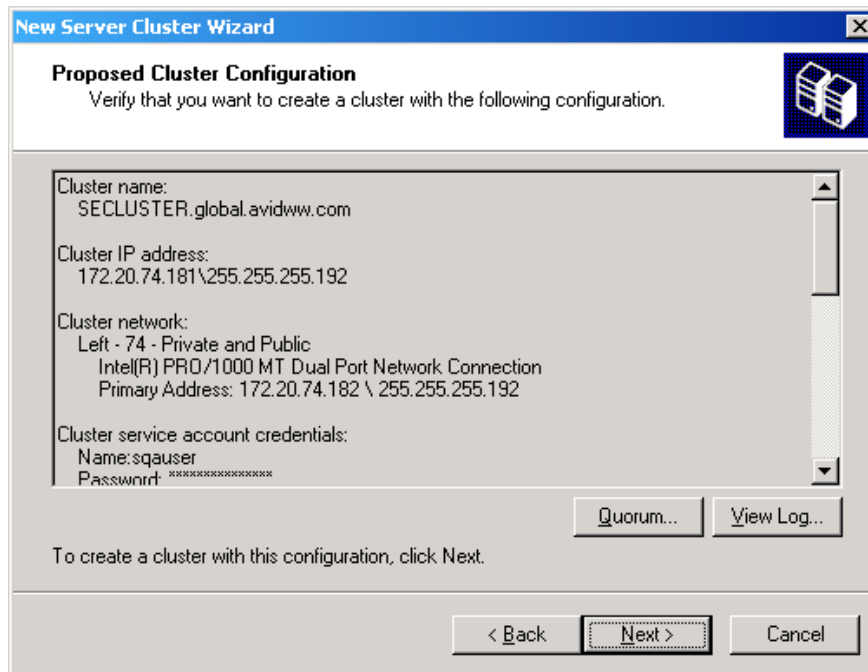 New Server Cluster Wizard
Proposed Cluster Configuration
Verify that you want to create a cluster with the following configuration.
Cluster name:
SECLUSTER.global.avidww.com
Cluster IP address:
172.20.74.181\255.255.255.192
Cluster network:
Left - 74 - Private and Public
Intel(R) PRO/1000 MT Dual Port Network Connection
Primary Address: 172.20.74.182 \ 255.255.255.192
Cluster service account credentials:
Name:sqauser
Password: ***************
Quorum... View Log...
To create a cluster with this configuration, click Next.
< Back Next > Cancel